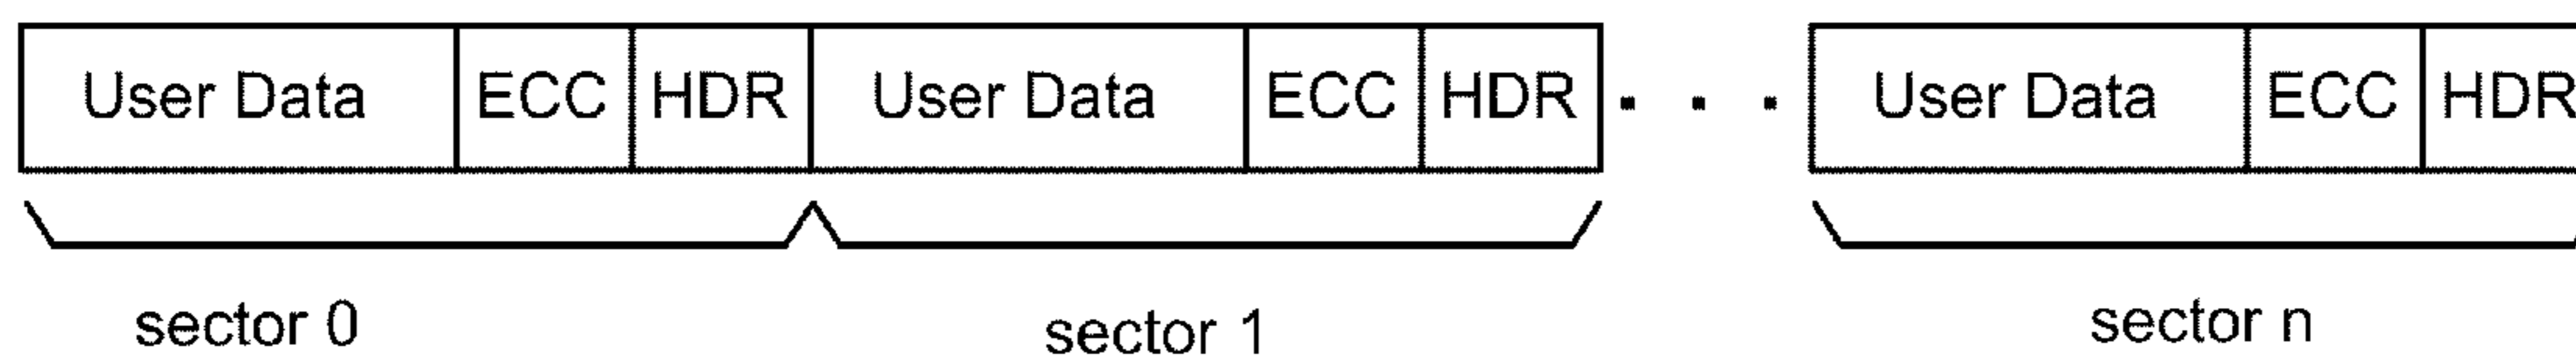 User Data ECC HDR User Data ECC HDR . . . User Data ECC HDR
sector 0 sector 1 sector n